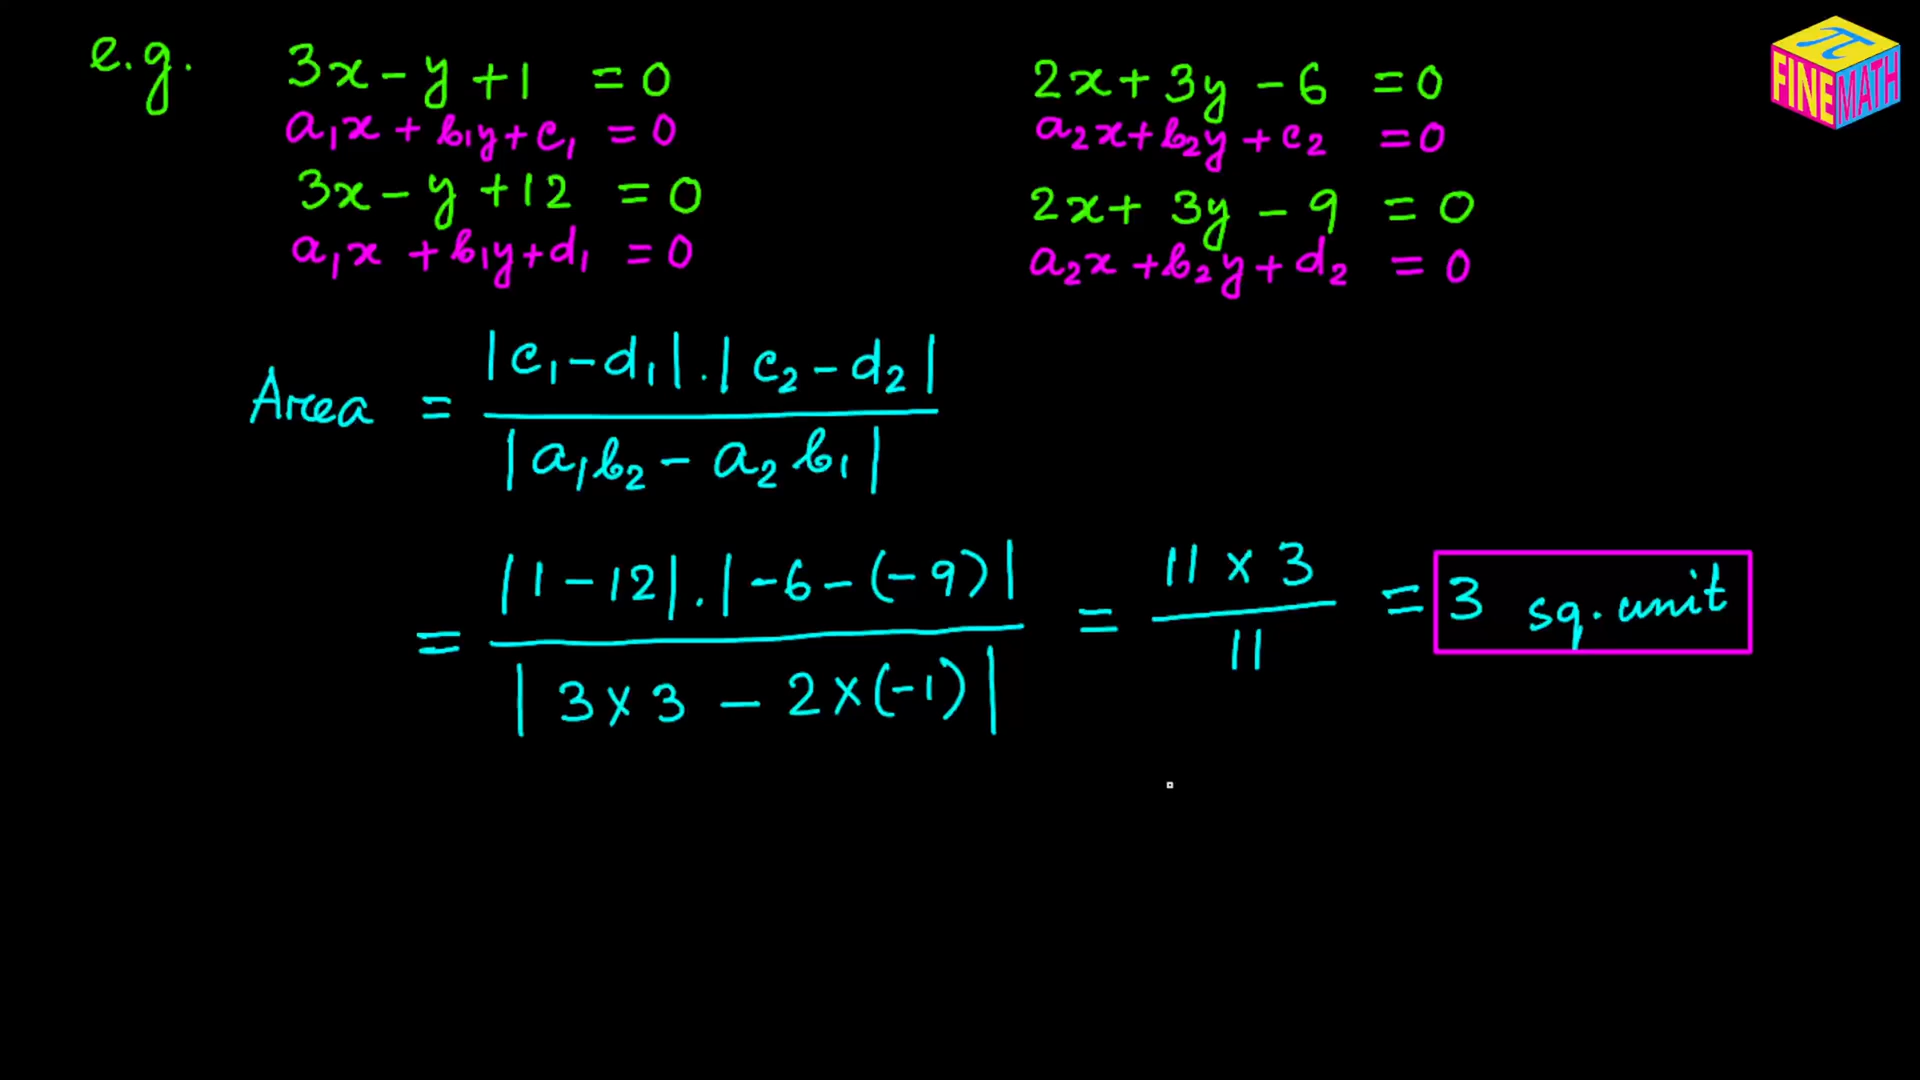 e.g. 3x - y + 1 = 0 2x + 3y - 6 = 0
a₁x + b₁y + c₁ = 0 a₂x + b₂y + c₂ = 0
3x - y + 12 = 0 2x + 3y - 9 = 0
a₁x + b₁y + d₁ = 0 a₂x + b₂y + d₂ = 0
Area = |c₁ - d₁| . |c₂ - d₂| / |a₁b₂ - a₂b₁|
= |1 - 12| . |-6 - (-9)| / |3 × 3 - 2 × (-1)| = 11 × 3 / 11 = 3 sq. unit
π
FINE MATH